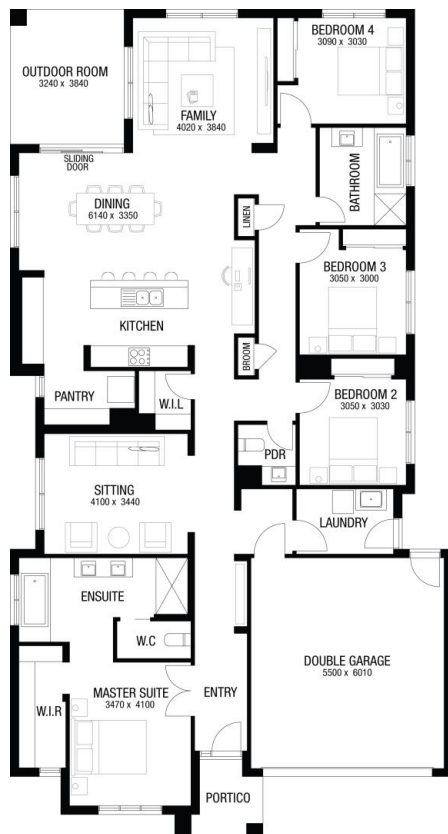 BEDROOM 4
3090 x 3030
OUTDOOR ROOM
3240 x 3840
FAMILY
4020 x 3840
SLIDING
DOOR
BATHROOM
DINING
6140 x 3350
LINEN
BEDROOM 3
3050 x 3000
KITCHEN
BROOM
PANTRY
W.I.L
BEDROOM 2
3050 x 3030
PDR
SITTING
4100 x 3440
LAUNDRY
ENSUITE
W.C
DOUBLE GARAGE
5500 x 6010
MASTER SUITE
3470 x 4100
ENTRY
W.I.R
PORTICO